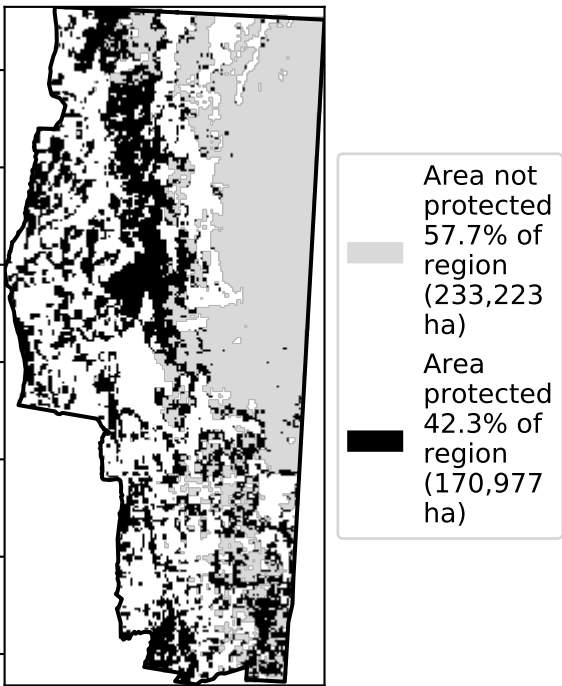 Area not
protected
57.7% of
region
(233,223
ha)
Area
protected
42.3% of
region
(170,977
ha)